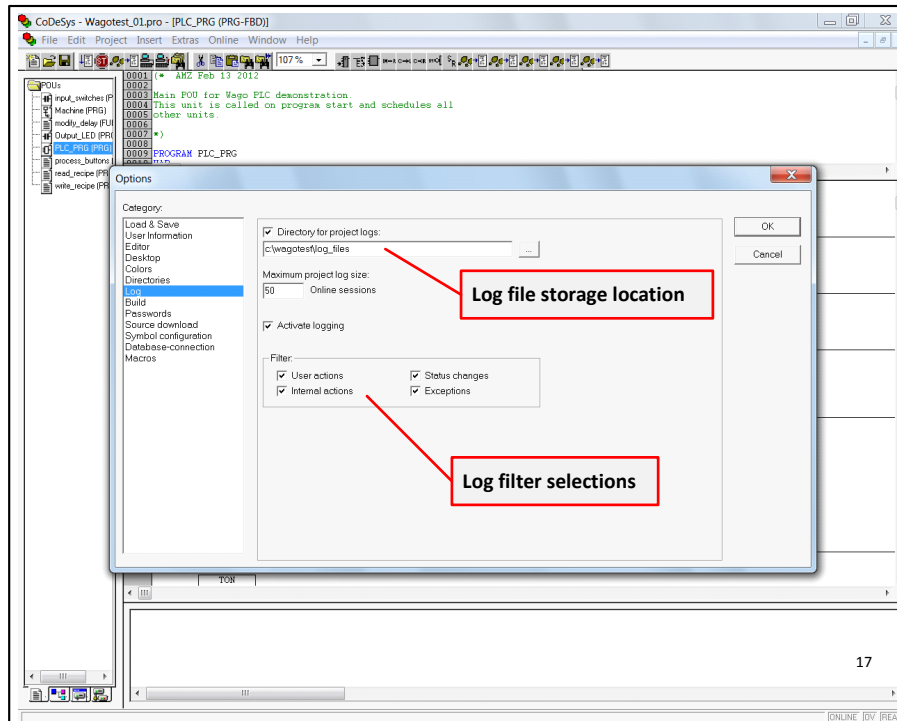 CoDeSys - Wagotest_01.pro - [PLC_PRG (PRG-FBD)]
File Edit Project Insert Extras Online Window Help
107 %
POUs
input_switches (P
Machine (PRG)
modify_delay (FUI
Output_LED (PRO
PLC_PRG (PRG)
process_buttons (
read_recipe (PR
write_recipe (PR
0001 (* AMZ Feb 13 2012
0002
0003 Main POU for Wago PLC demonstration.
0004 This unit is called on program start and schedules all
0005 other units.
0006
0007 *)
0008
0009 PROGRAM PLC_PRG
Options
Category:
Load & Save
User Information
Editor
Desktop
Colors
Directories
Log
Build
Passwords
Source download
Symbol configuration
Database-connection
Macros
Directory for project logs:
c:\wagotest\log_files
...
Maximum project log size:
50 Online sessions
Activate logging
Filter:
User actions
Status changes
Internal actions
Exceptions
OK
Cancel
Log file storage location
Log filter selections
TON
17
ONLINE OV REA